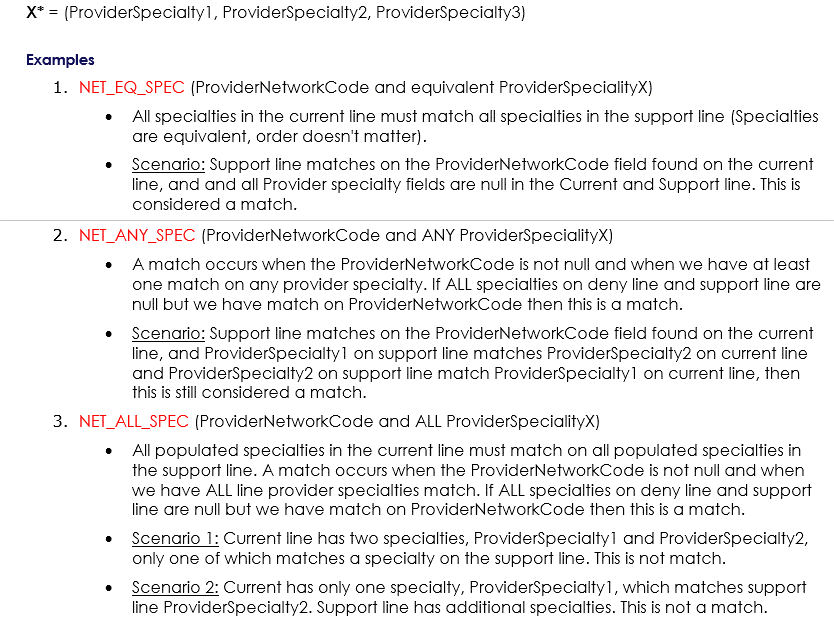 X* = (ProviderSpecialty1, ProviderSpecialty2, ProviderSpecialty3)
Examples
1. NET_EQ_SPEC (ProviderNetworkCode and equivalent ProviderSpecialityX)
• All specialties in the current line must match all specialties in the support line (Specialties
are equivalent, order doesn't matter).
• Scenario: Support line matches on the ProviderNetworkCode field found on the current
line, and and all Provider specialty fields are null in the Current and Support line. This is
considered a match.
2. NET_ANY_SPEC (ProviderNetworkCode and ANY ProviderSpecialityX)
• A match occurs when the ProviderNetworkCode is not null and when we have at least
one match on any provider specialty. If ALL specialties on deny line and support line are
null but we have match on ProviderNetworkCode then this is a match.
• Scenario: Support line matches on the ProviderNetworkCode field found on the current
line, and ProviderSpecialty1 on support line matches ProviderSpecialty2 on current line
and ProviderSpecialty2 on support line match ProviderSpecialty1 on current line, then
this is still considered a match.
3. NET_ALL_SPEC (ProviderNetworkCode and ALL ProviderSpecialityX)
• All populated specialties in the current line must match on all populated specialties in
the support line. A match occurs when the ProviderNetworkCode is not null and when
we have ALL line provider specialties match. If ALL specialties on deny line and support
line are null but we have match on ProviderNetworkCode then this is a match.
• Scenario 1: Current line has two specialties, ProviderSpecialty1 and ProviderSpecialty2,
only one of which matches a specialty on the support line. This is not match.
• Scenario 2: Current has only one specialty, ProviderSpecialty1, which matches support
line ProviderSpecialty2. Support line has additional specialties. This is not a match.